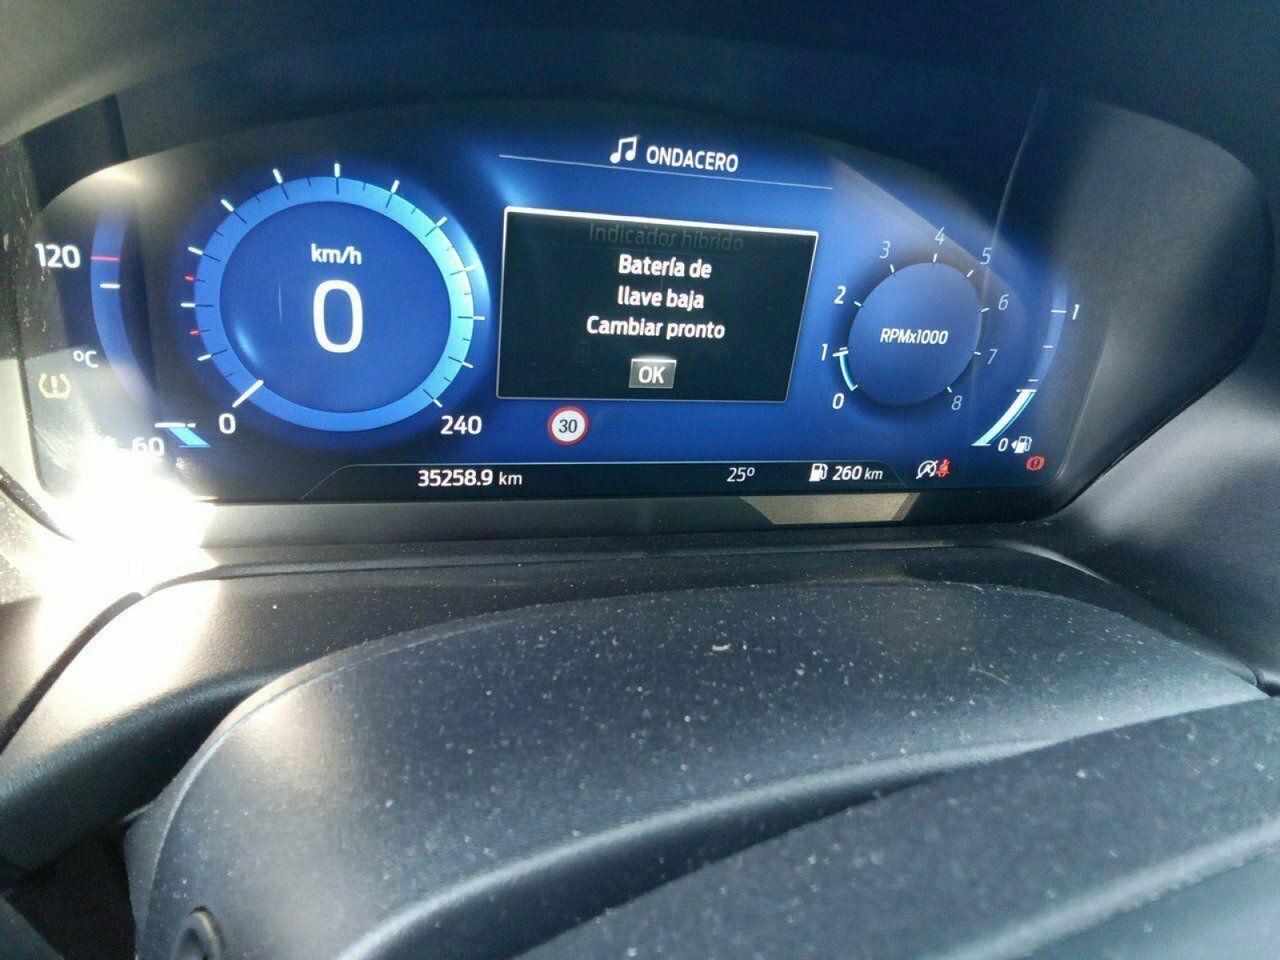 ONDACERO
Indicador híbrido
Batería de
llave baja
Cambiar pronto
OK
km/h
0
0
240
120
ºC
60
30
0
1
2
3
4
5
6
7
8
RPMx1000
1
0
35258.9 km
25º
260 km